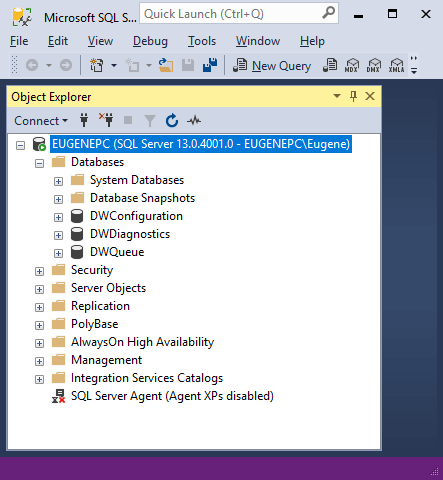 Microsoft SQL S
Quick Launch (Ctrl+Q)
File Edit View Debug Tools Window Help
New Query MDX DMX XMLA
Object Explorer
Connect
EUGENEPC (SQL Server 13.0.4001.0 - EUGENEPC\Eugene)
Databases
System Databases
Database Snapshots
DWConfiguration
DWDiagnostics
DWQueue
Security
Server Objects
Replication
PolyBase
AlwaysOn High Availability
Management
Integration Services Catalogs
SQL Server Agent (Agent XPs disabled)